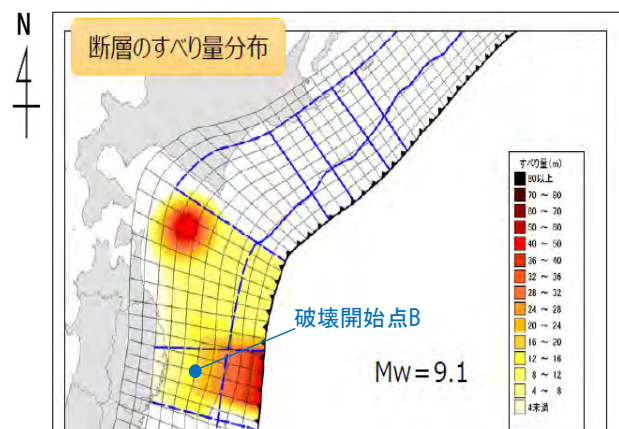 N
断層のすべり量分布
すべり量(m)
80以上
70 ～ 80
60 ～ 70
50 ～ 60
40 ～ 50
36 ～ 40
32 ～ 36
28 ～ 32
24 ～ 28
20 ～ 24
16 ～ 20
12 ～ 16
8 ～ 12
4 ～ 8
4未満
破壊開始点B
Mw=9.1